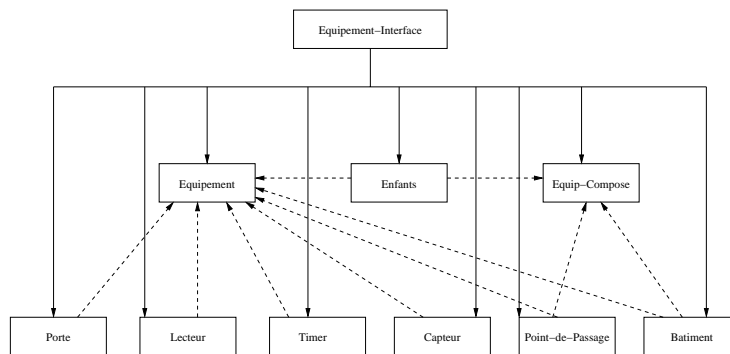 Equipement–Interface
Equipement
Enfants
Equip–Compose
Porte
Lecteur
Timer
Capteur
Point–de–Passage
Batiment